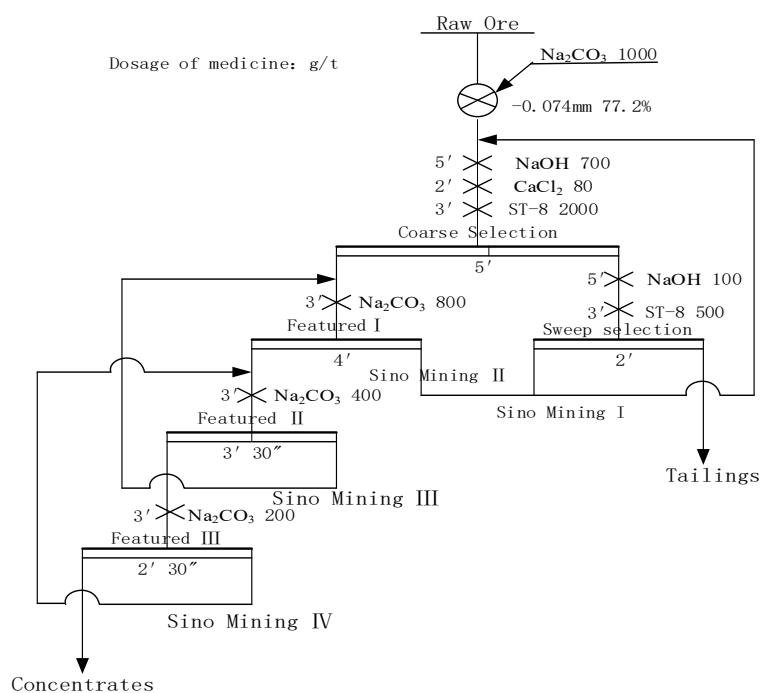 Raw Ore
Dosage of medicine: g/t
Na₂CO₃ 1000
-0.074mm 77.2%
5′ NaOH 700
2′ CaCl₂ 80
3′ ST-8 2000
Coarse Selection
5′
5′ NaOH 100
3′ Na₂CO₃ 800
3′ ST-8 500
Featured Ⅰ
Sweep selection
4′
2′
Sino Mining Ⅱ
3′ Na₂CO₃ 400
Sino Mining Ⅰ
Featured Ⅱ
3′ 30″
Tailings
Sino Mining Ⅲ
3′ Na₂CO₃ 200
Featured Ⅲ
2′ 30″
Sino Mining Ⅳ
Concentrates